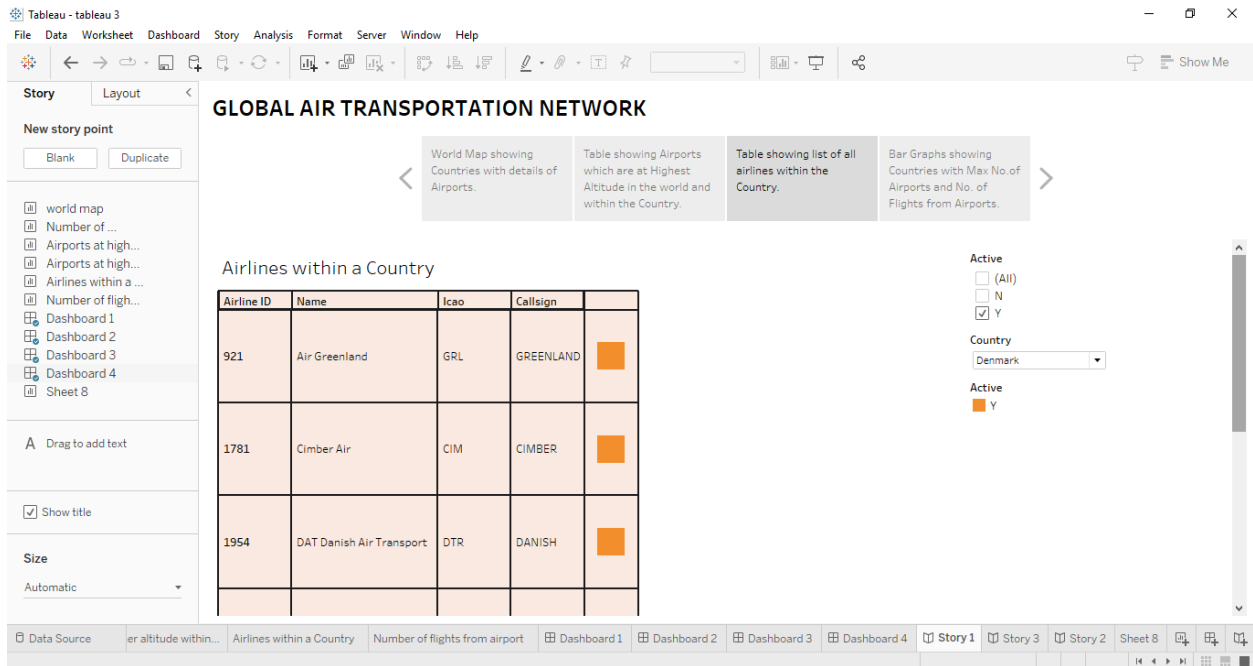 Tableau - tableau 3
File Data Worksheet Dashboard Story Analysis Format Server Window Help
Show Me
Story Layout
New story point
Blank Duplicate
world map
Number of ...
Airports at high...
Airports at high...
Airlines within a ...
Number of fligh...
Dashboard 1
Dashboard 2
Dashboard 3
Dashboard 4
Sheet 8
A Drag to add text
Show title
Size
Automatic
GLOBAL AIR TRANSPORTATION NETWORK
World Map showing
Countries with details of
Airports.
Table showing Airports
which are at Highest
Altitude in the world and
within the Country.
Table showing list of all
airlines within the
Country.
Bar Graphs showing
Countries with Max No.of
Airports and No. of
Flights from Airports.
Airlines within a Country
Airline ID Name Icao Callsign
921 Air Greenland GRL GREENLAND
1781 Cimber Air CIM CIMBER
1954 DAT Danish Air Transport DTR DANISH
Active
(All)
N
Y
Country
Denmark
Active
Y
Data Source er altitude within... Airlines within a Country Number of flights from airport Dashboard 1 Dashboard 2 Dashboard 3 Dashboard 4 Story 1 Story 3 Story 2 Sheet 8